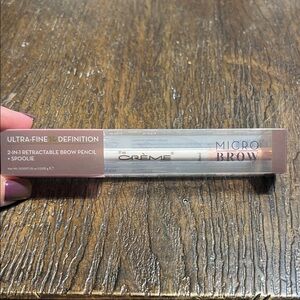 ULTRA-FINE DEFINITION
2-IN-1 RETRACTABLE BROW PENCIL
+ SPOOLIE
the
CRÈME
MICRO
BROW